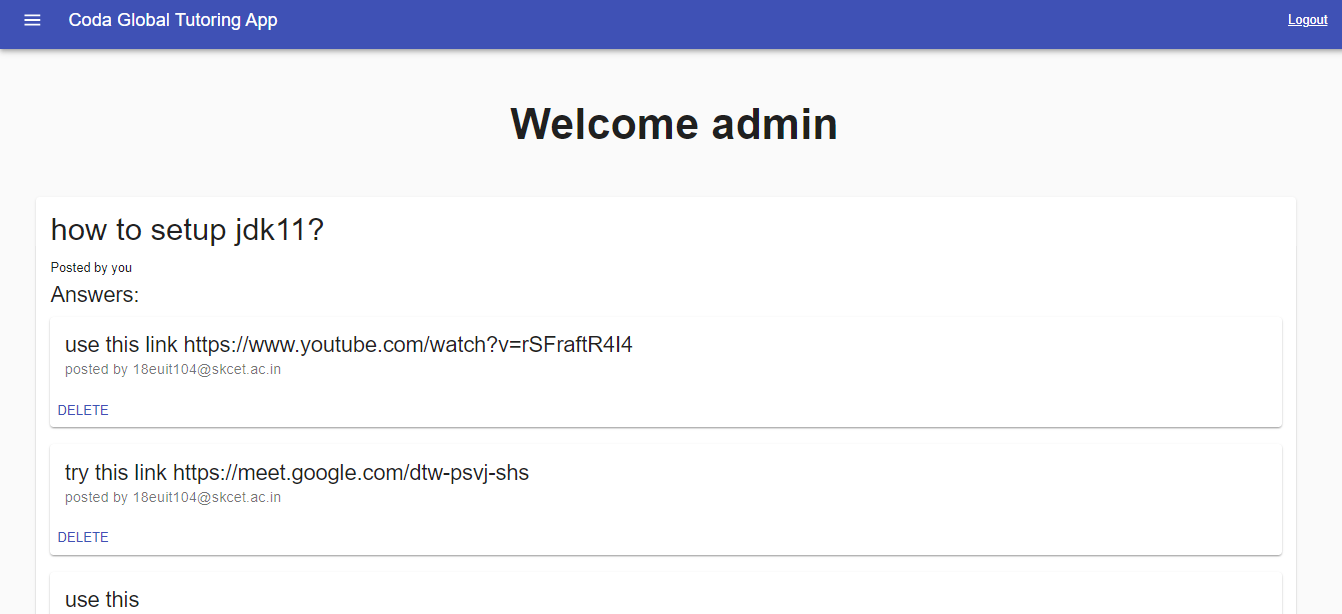 Coda Global Tutoring App
Logout
Welcome admin
how to setup jdk11?
Posted by you
Answers:
use this link https://www.youtube.com/watch?v=rSFraftR4I4
posted by 18euit104@skcet.ac.in
DELETE
try this link https://meet.google.com/dtw-psvj-shs
posted by 18euit104@skcet.ac.in
DELETE
use this